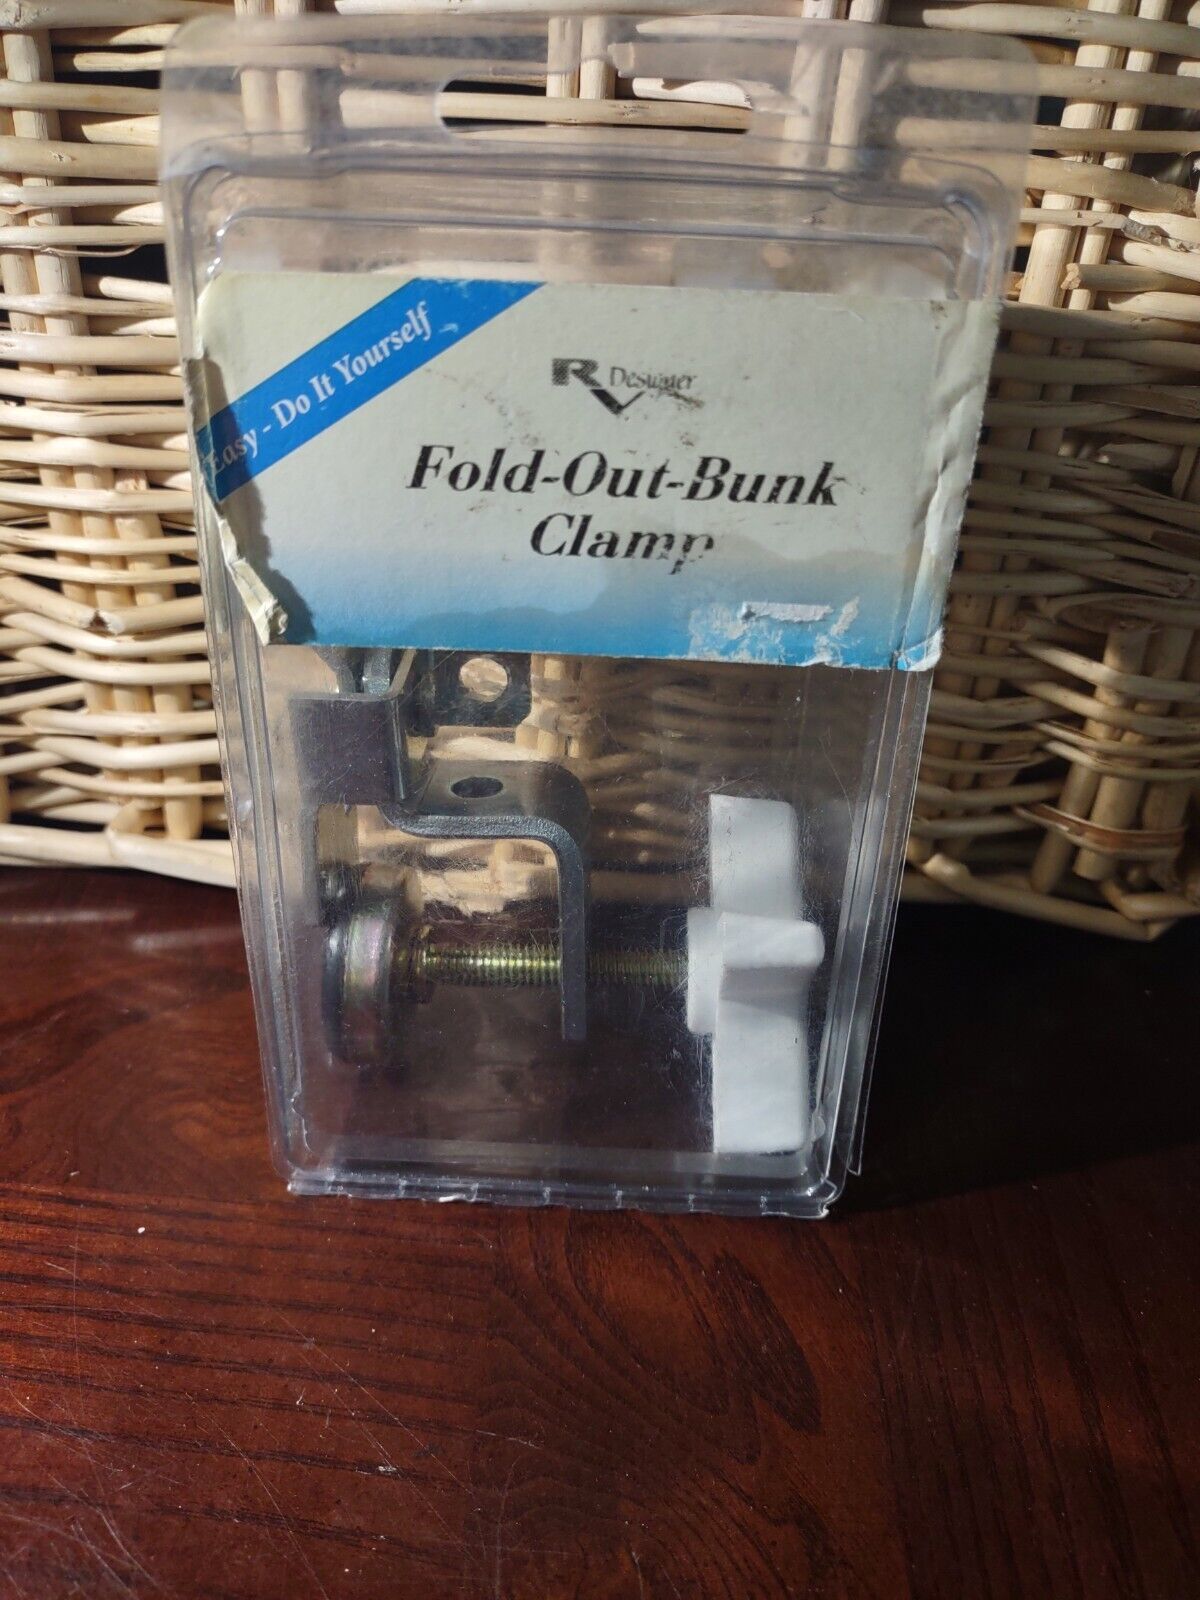 Easy - Do It Yourself
RV Designer
Fold-Out-Bunk
Clamp